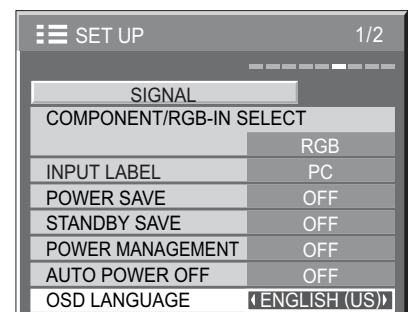 SET UP 1/2
SIGNAL
COMPONENT/RGB-IN SELECT
RGB
INPUT LABEL PC
POWER SAVE OFF
STANDBY SAVE OFF
POWER MANAGEMENT OFF
AUTO POWER OFF OFF
OSD LANGUAGE ENGLISH (US)